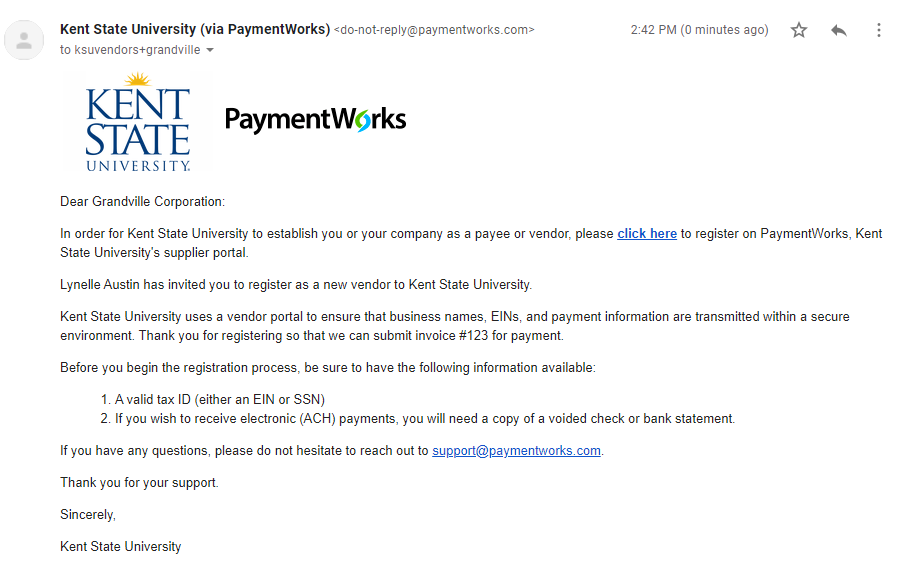 Kent State University (via PaymentWorks) <do-not-reply@paymentworks.com>
2:42 PM (0 minutes ago)
to ksuvendors+grandville
KENT
STATE
UNIVERSITY.
PaymentWorks
Dear Grandville Corporation:
In order for Kent State University to establish you or your company as a payee or vendor, please click here to register on PaymentWorks, Kent
State University's supplier portal.
Lynelle Austin has invited you to register as a new vendor to Kent State University.
Kent State University uses a vendor portal to ensure that business names, EINs, and payment information are transmitted within a secure
environment. Thank you for registering so that we can submit invoice #123 for payment.
Before you begin the registration process, be sure to have the following information available:
1. A valid tax ID (either an EIN or SSN)
2. If you wish to receive electronic (ACH) payments, you will need a copy of a voided check or bank statement.
If you have any questions, please do not hesitate to reach out to support@paymentworks.com.
Thank you for your support.
Sincerely,
Kent State University